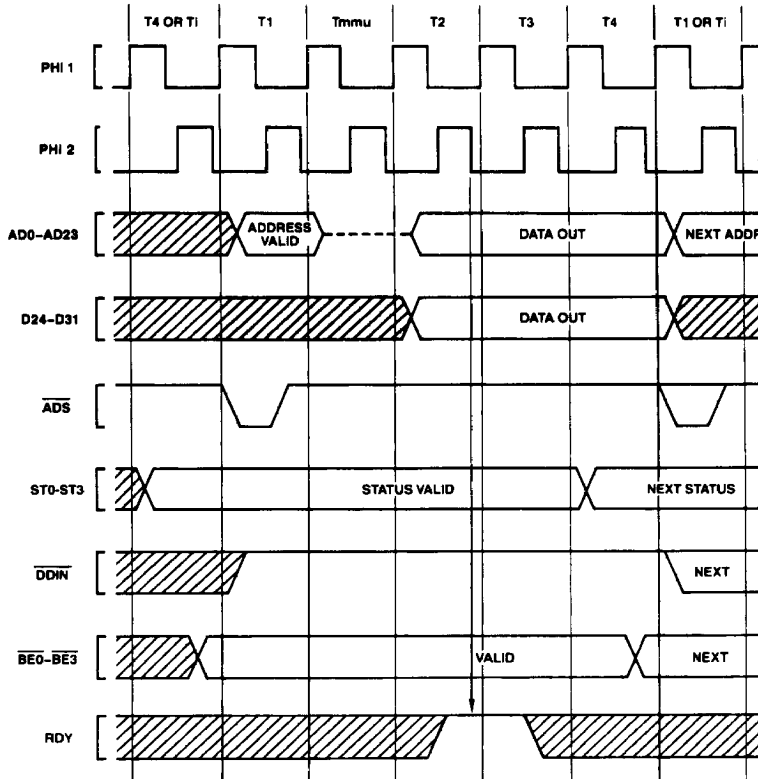 T4 OR Ti T1 Tmmu T2 T3 T4 T1 OR Ti
PHI 1
PHI 2
AD0–AD23 ADDRESS VALID DATA OUT NEXT ADDR
D24–D31 DATA OUT
ADS
ST0-ST3 STATUS VALID NEXT STATUS
DDIN NEXT
BE0–BE3 VALID NEXT
RDY